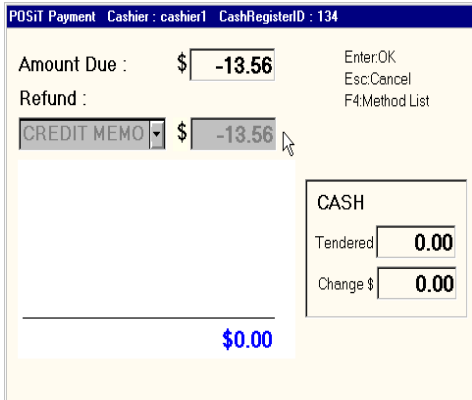 POSiT Payment Cashier : cashier1 CashRegisterID : 134
Amount Due : $ -13.56
Enter:OK
Esc:Cancel
F4:Method List
Refund :
CREDIT MEMO $ -13.56
CASH
Tendered 0.00
Change $ 0.00
$0.00